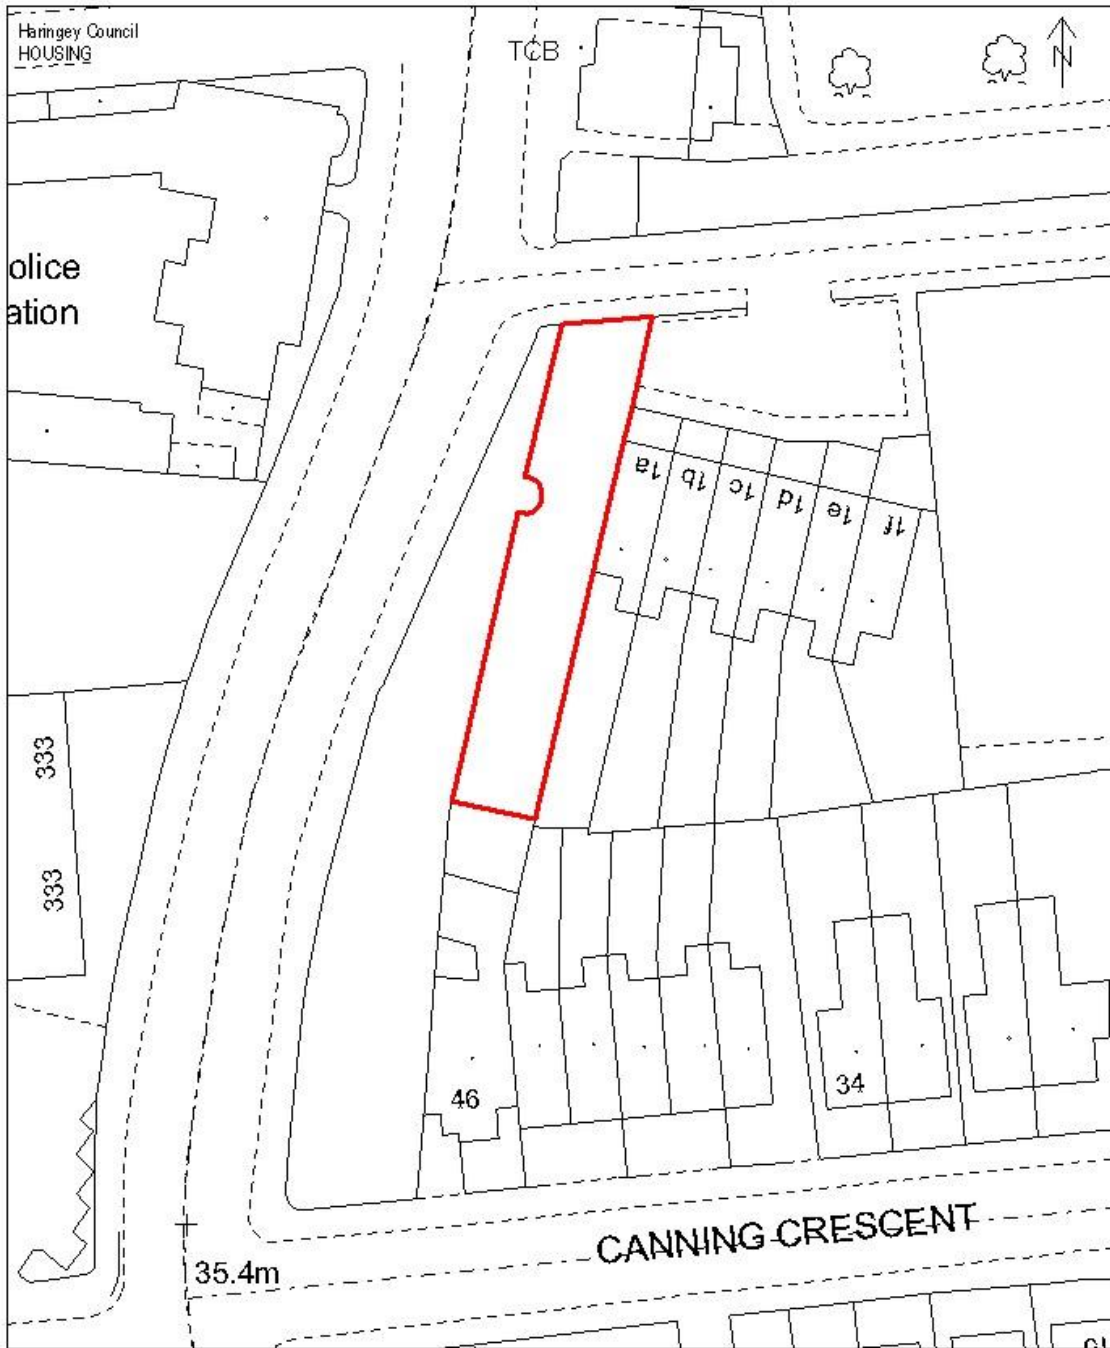 Haringey Council
HOUSING
TCB
N
olice
ation
1a
1b
1c
1d
1e
1f
333
333
46
34
CANNING CRESCENT
35.4m